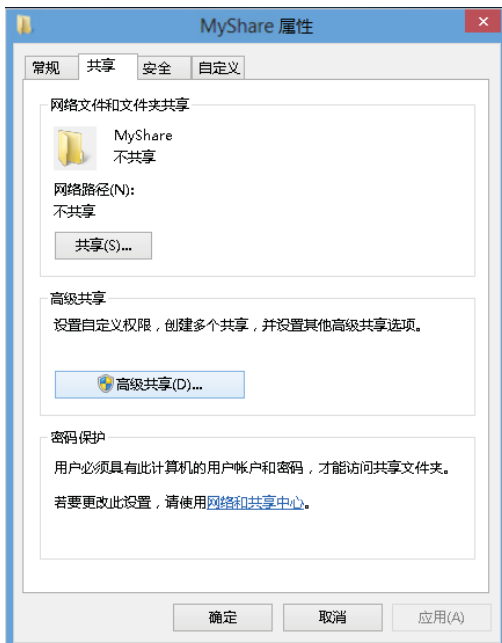 MyShare 属性
常规 共享 安全 自定义
网络文件和文件夹共享
MyShare
不共享
网络路径(N):
不共享
共享(S)...
高级共享
设置自定义权限，创建多个共享，并设置其他高级共享选项。
高级共享(D)...
密码保护
用户必须具有此计算机的用户帐户和密码，才能访问共享文件夹。
若要更改此设置，请使用网络和共享中心。
确定 取消 应用(A)